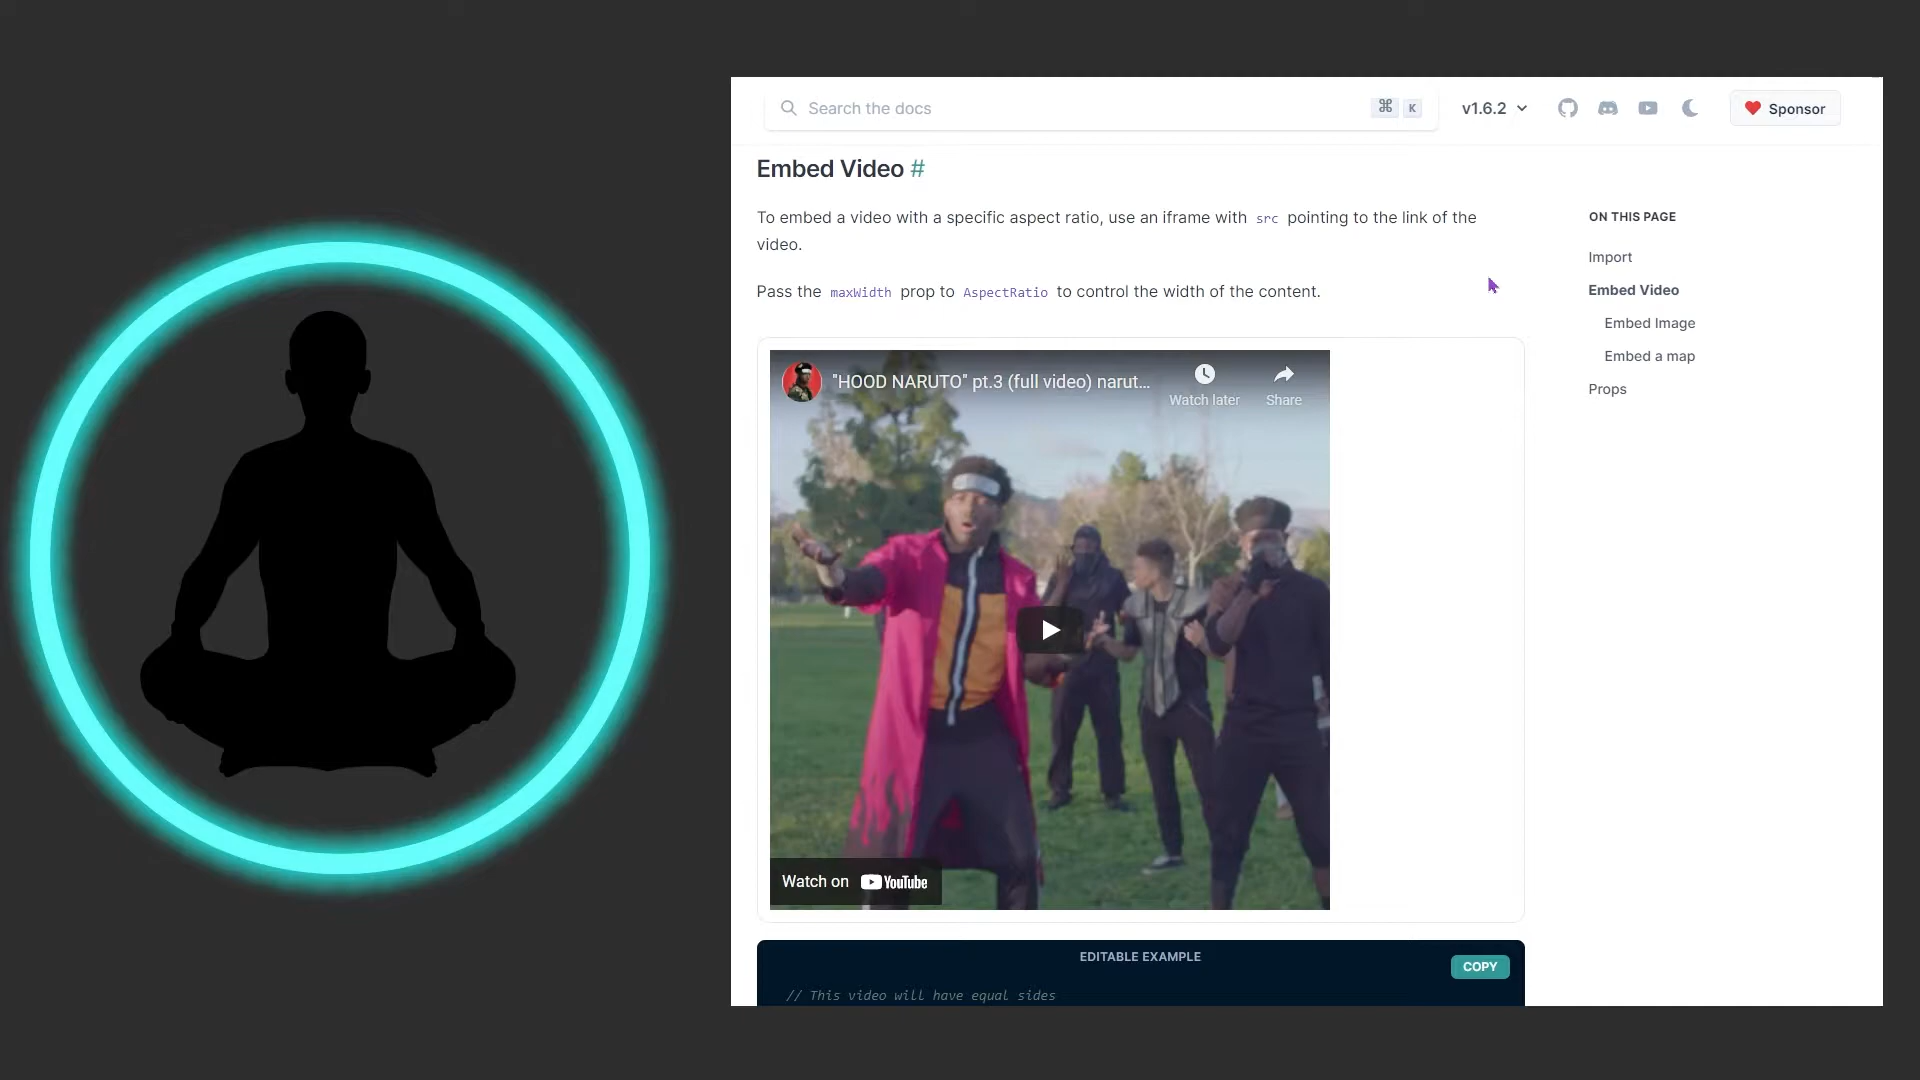 Search the docs
⌘ K
v1.6.2
Sponsor
Embed Video #
To embed a video with a specific aspect ratio, use an iframe with src pointing to the link of the
video.
Pass the maxWidth prop to AspectRatio to control the width of the content.
ON THIS PAGE
Import
Embed Video
Embed Image
Embed a map
Props
"HOOD NARUTO" pt.3 (full video) narut...
Watch later
Share
Watch on YouTube
EDITABLE EXAMPLE
COPY
// This video will have equal sides